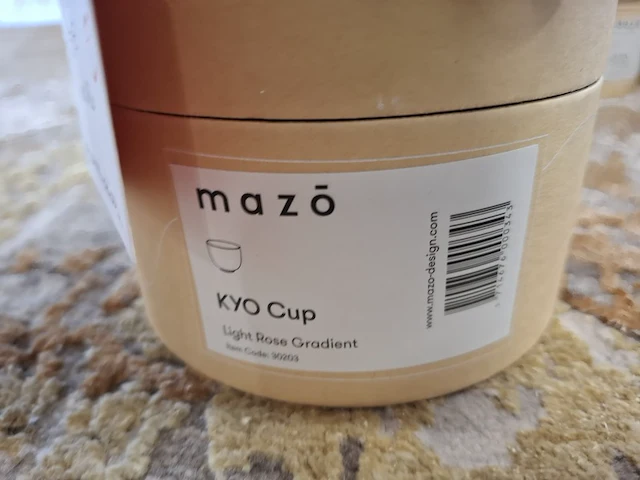 mazō
KYO Cup
Light Rose Gradient
Item Code: 30203
www.mazo-design.com